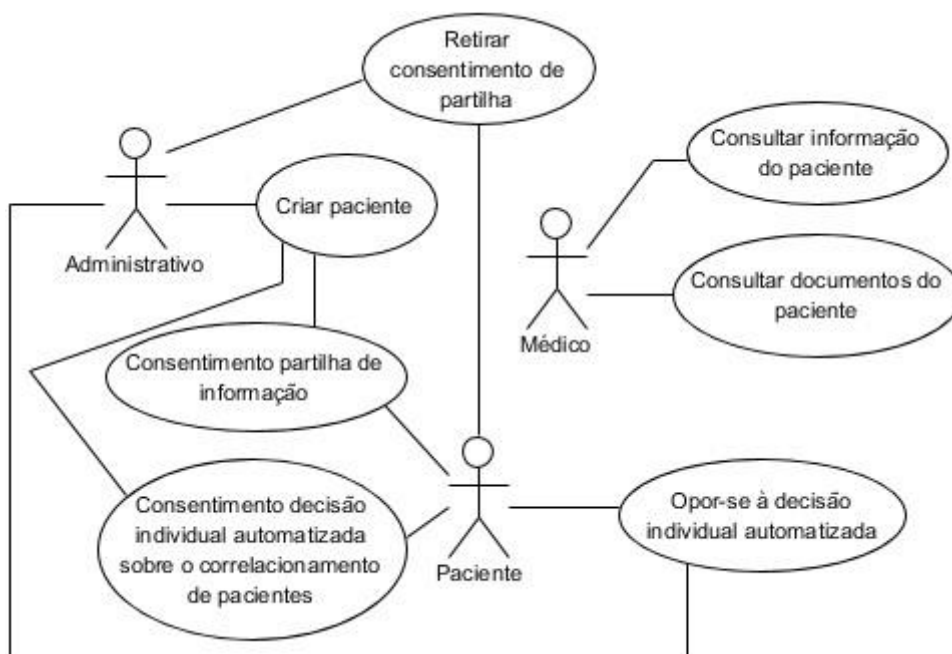 Retirar
consentimento de
partilha
Consultar informação
do paciente
Criar paciente
Administrativo
Consultar documentos do
paciente
Médico
Consentimento partilha de
informação
Consentimento decisão
individual automatizada
sobre o correlacionamento
de pacientes
Paciente
Opor-se à decisão
individual automatizada